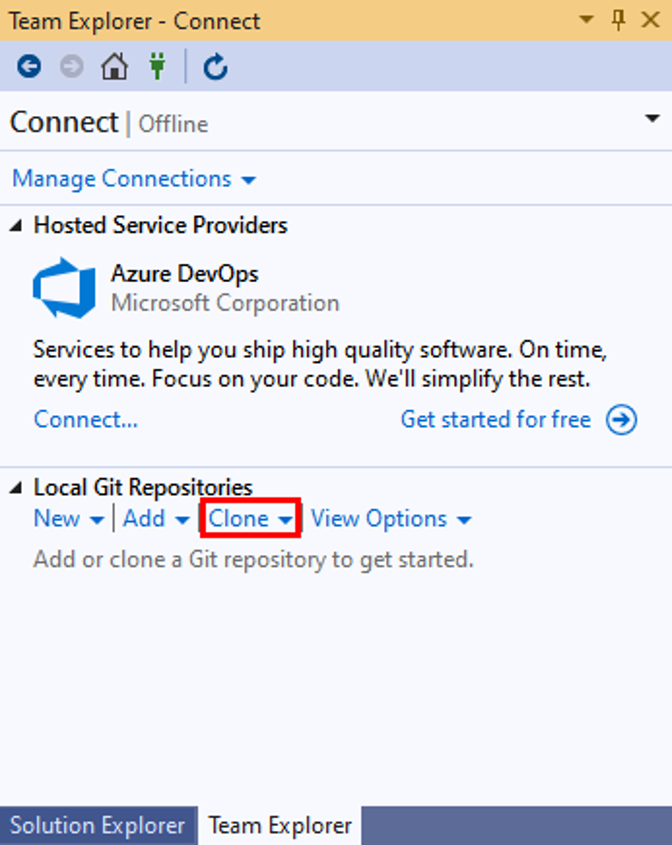 Team Explorer - Connect
Connect | Offline
Manage Connections
Hosted Service Providers
Azure DevOps
Microsoft Corporation
Services to help you ship high quality software. On time,
every time. Focus on your code. We'll simplify the rest.
Connect... Get started for free
Local Git Repositories
New | Add | Clone | View Options
Add or clone a Git repository to get started.
Solution Explorer Team Explorer